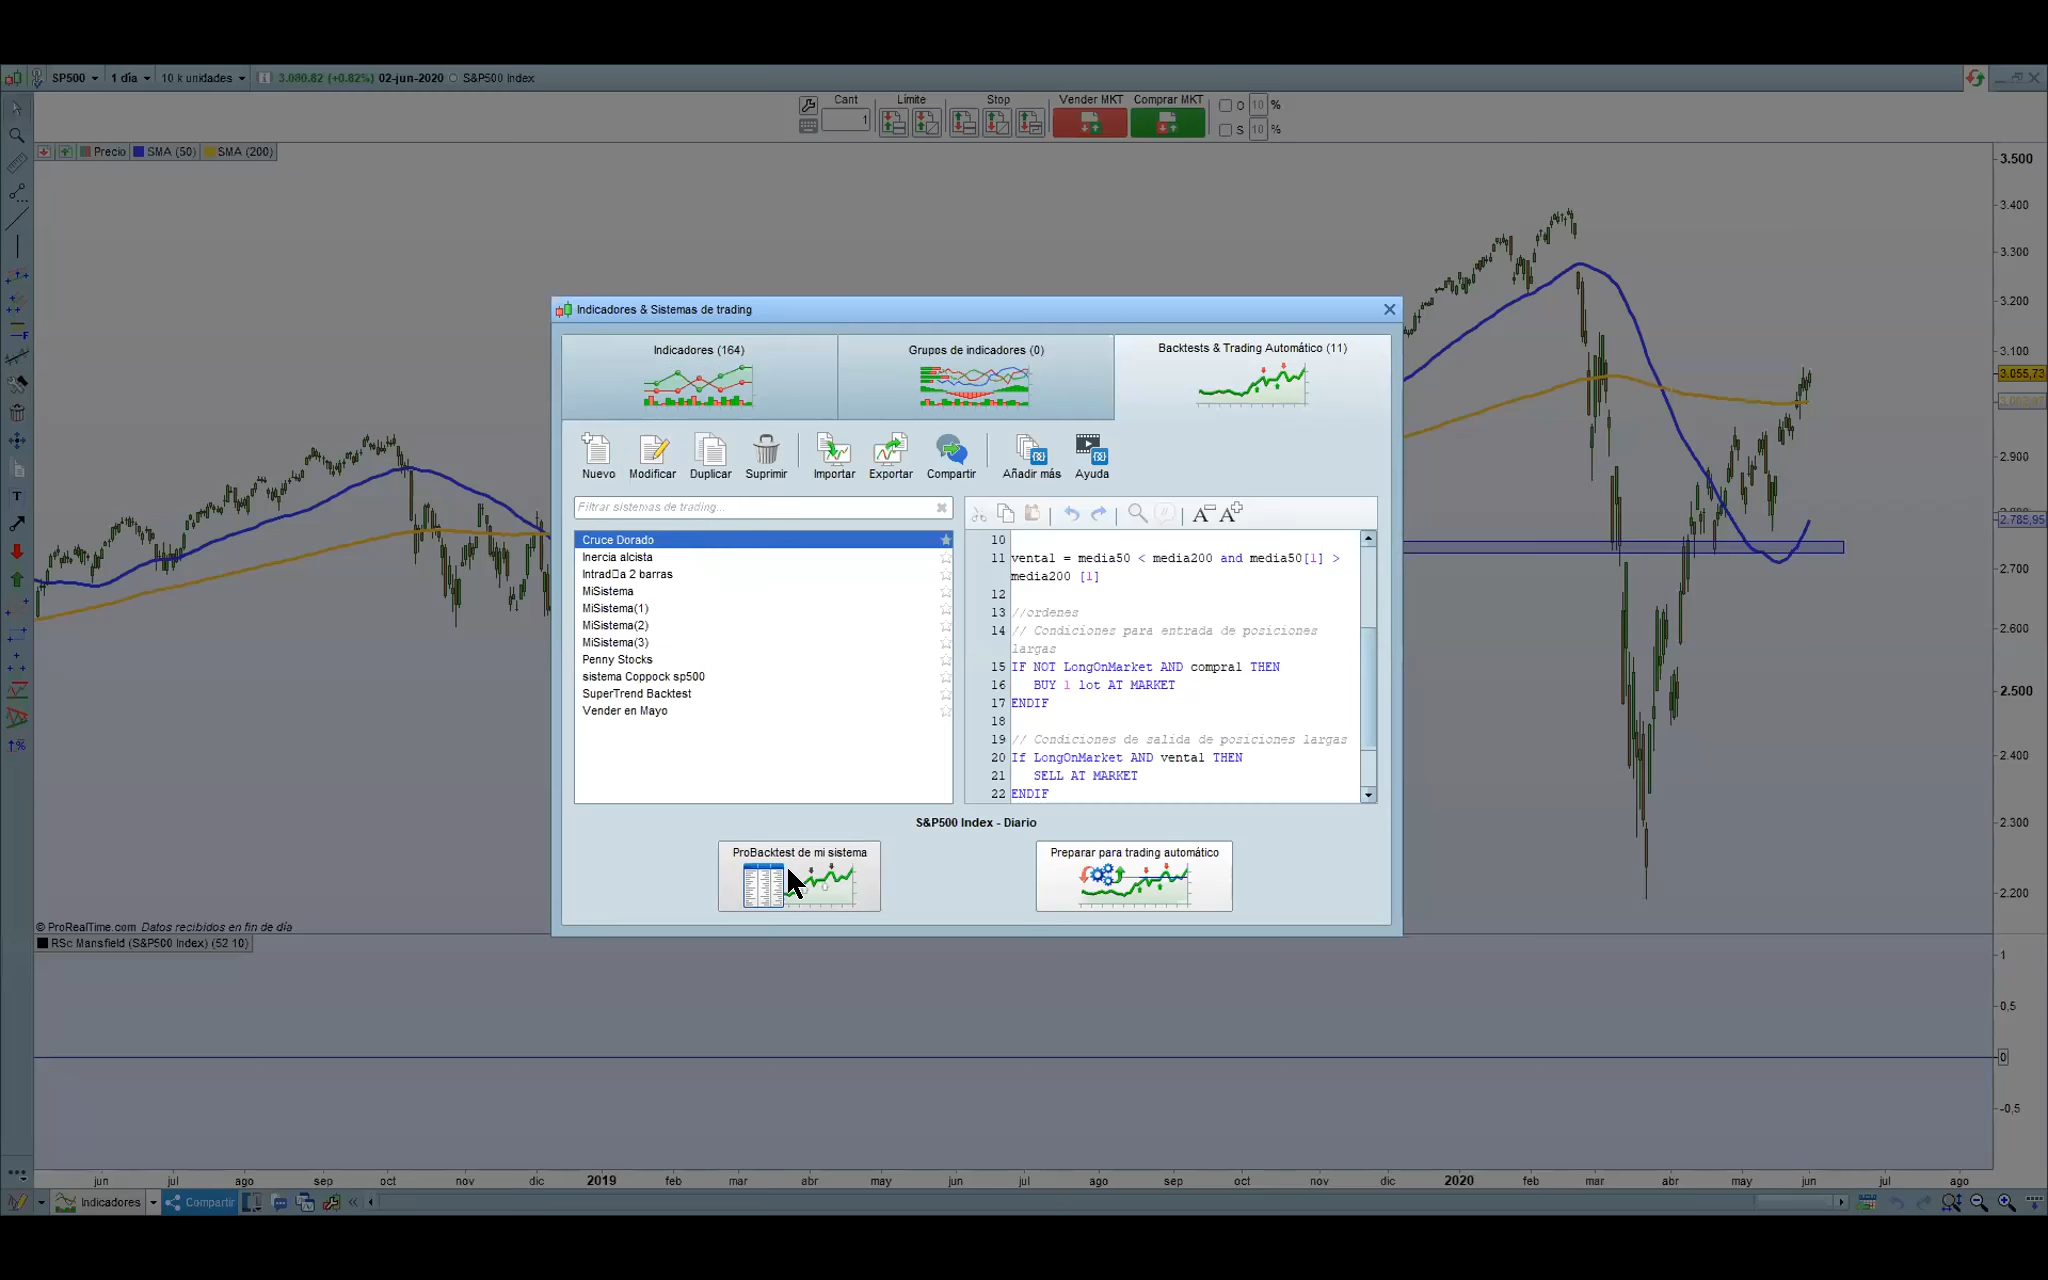 SP500 1 día 10 k unidades 3.080.82 (+0.82%) 02-jun-2020 S&P500 Index
Cant Límite Stop Vender MKT Comprar MKT
1
O 10 %
S 10 %
Precio SMA (50) SMA (200)
Indicadores & Sistemas de trading
Indicadores (164)
Grupos de indicadores (0)
Backtests & Trading Automático (11)
Nuevo Modificar Duplicar Suprimir Importar Exportar Compartir Añadir más Ayuda
Filtrar sistemas de trading...
Cruce Dorado
Inercia alcista
Intrad□a 2 barras
MiSistema
MiSistema(1)
MiSistema(2)
MiSistema(3)
Penny Stocks
sistema Coppock sp500
SuperTrend Backtest
Vender en Mayo
10
11 vental = media50 < media200 and media50[1] >
media200 [1]
12
13 //ordenes
14 // Condiciones para entrada de posiciones
largas
15 IF NOT LongOnMarket AND compral THEN
16 BUY 1 lot AT MARKET
17 ENDIF
18
19 // Condiciones de salida de posiciones largas
20 If LongOnMarket AND vental THEN
21 SELL AT MARKET
22 ENDIF
S&P500 Index - Diario
ProBacktest de mi sistema
Preparar para trading automático
3.500
3.400
3.300
3.200
3.100
3.055,73
2.900
2.785,95
2.700
2.600
2.500
2.400
2.300
2.200
© ProRealTime.com Datos recibidos en fin de día
RSc Mansfield (S&P500 Index) (52 10)
1
0,5
0
-0,5
jun jul ago sep oct nov dic 2019 feb mar abr may jun jul ago sep oct nov dic 2020 feb mar abr may jun jul ago
Indicadores Compartir